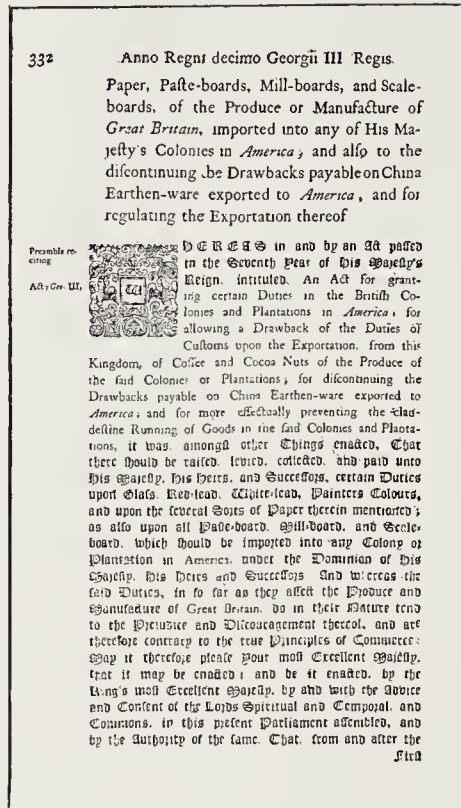 332 Anno Regni decimo Georgii III Regis.
Paper, Paſte-boards, Mill-boards, and Scale-
boards, of the Produce or Manufacture of
Great Britain, imported into any of His Ma-
jeſty's Colonies in America; and alſo to the
diſcontinuing the Drawbacks payable on China
Earthen-ware exported to America, and for
regulating the Exportation thereof
Preamble re-
citing
Act 7 Geo. III,
WHEREAS in and by an Act paſſed
in the Seventh Year of His Majeſty's
Reign, intituled, An Act for grant-
ing certain Duties in the Britiſh Co-
lonies and Plantations in America; for
allowing a Drawback of the Duties of
Cuſtoms upon the Exportation, from this
Kingdom, of Coffee and Cocoa Nuts of the Produce of
the ſaid Colonies or Plantations; for diſcontinuing the
Drawbacks payable on China Earthen-ware exported to
America; and for more effectually preventing the clan-
deſtine Running of Goods in the ſaid Colonies and Planta-
tions, it was, amongſt other Things enacted, That
there ſhould be raiſed, levied, collected, and paid unto
His Majeſty, His Heirs, and Succeſſors, certain Duties
upon Glaſs, Red-lead, White-lead, Painters Colours,
and upon the ſeveral Sorts of Paper therein mentioned;
as alſo upon all Paſte-board, Mill-board, and Scale-
board, which ſhould be imported into any Colony or
Plantation in America, under the Dominion of His
Majeſty, His Heirs and Succeſſors And whereas the
ſaid Duties, in ſo far as they affect the Produce and
Manufacture of Great Britain, do in their Nature tend
to the Prejudice and Diſcouragement thereof, and are
therefore contrary to the true Principles of Commerce:
May it therefore pleaſe Your moſt Excellent Majeſty,
that it may be enacted; and be it enacted, by the
King's moſt Excellent Majeſty, by and with the Advice
and Conſent of the Lords Spiritual and Temporal, and
Commons, in this preſent Parliament aſſembled, and
by the Authority of the ſame, That, from and after the
Firſt